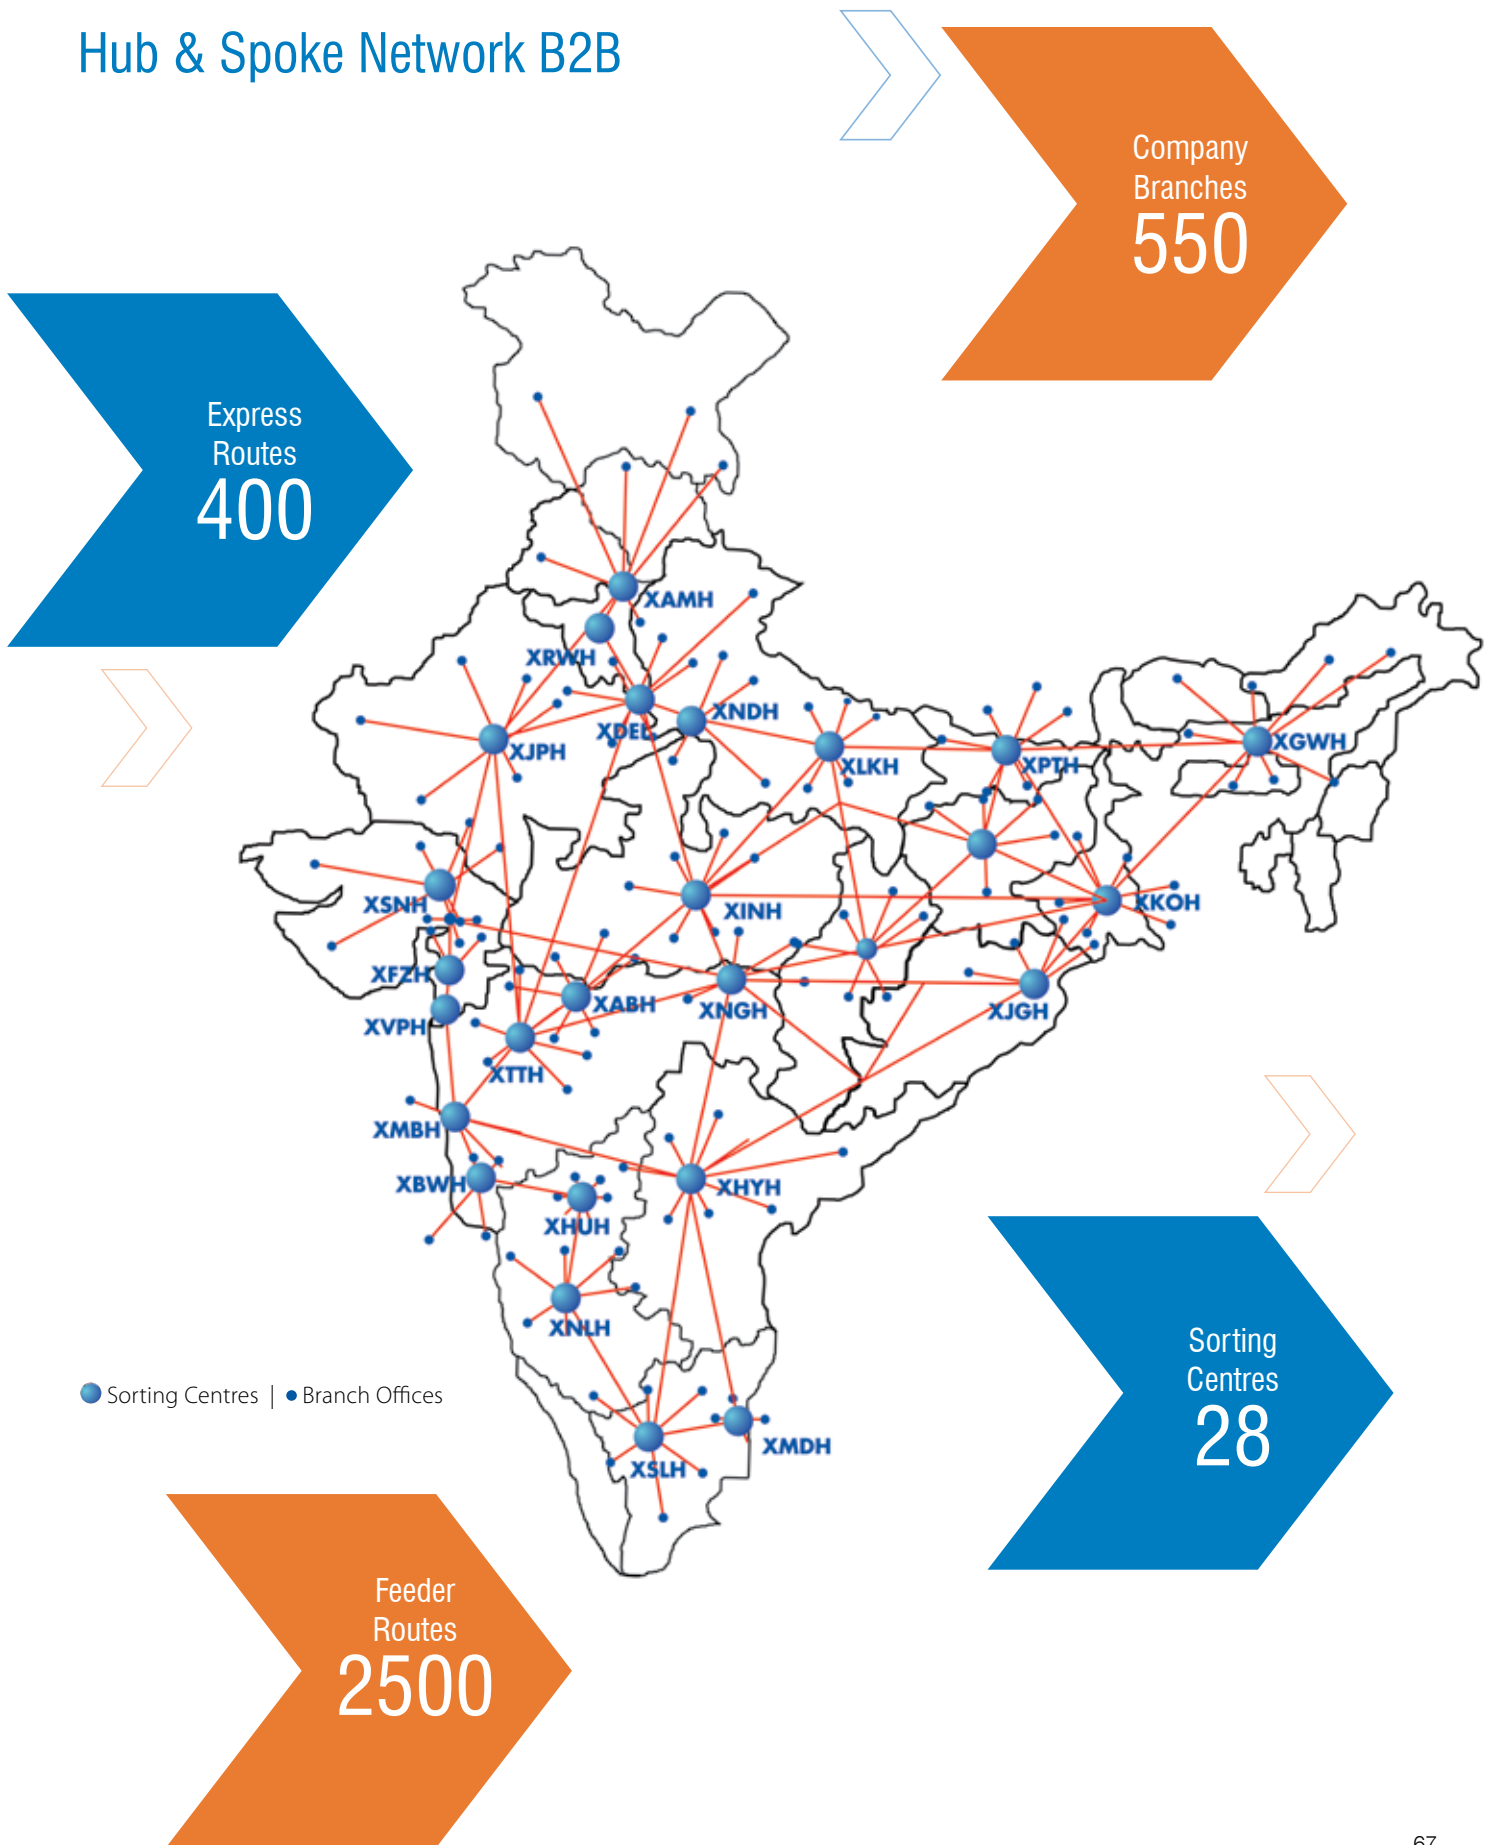 Hub & Spoke Network B2B
Company
Branches
550
Express
Routes
400
XAMH
XRWH
XDEL
XNDH
XJPH
XLKH
XPTH
XGWH
XSNH
XINH
XKOH
XFZH
XABH
XNGH
XJGH
XVPH
XTTH
XMBH
XBWH
XHYH
XHUH
XNLH
XSLH
XMDH
Sorting Centres | Branch Offices
Sorting
Centres
28
Feeder
Routes
2500
67